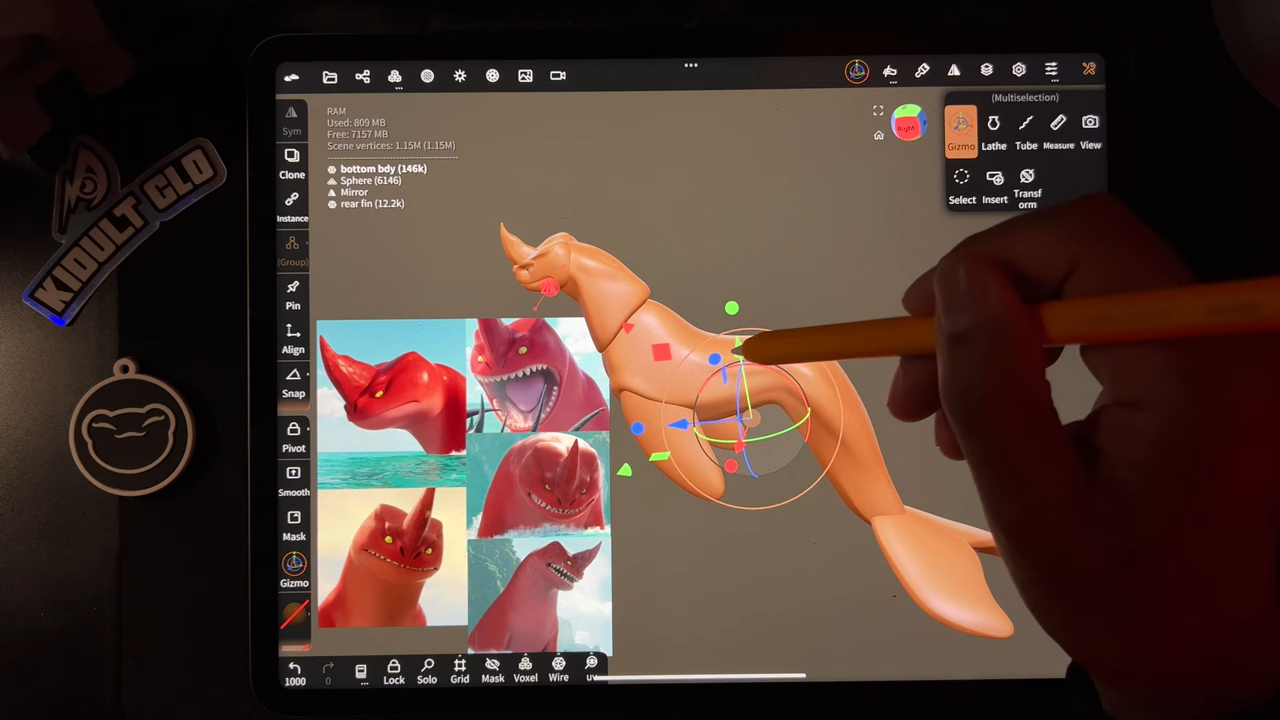 KIDULT CLO
RAM
Used: 809 MB
Free: 7157 MB
Scene vertices: 1.15M (1.15M)
bottom bdy (146k)
Sphere (6146)
Mirror
rear fin (12.2k)
Sym
Clone
Instance
(Group)
Pin
Align
Snap
Pivot
Smooth
Mask
Gizmo
Right
(Multiselection)
Gizmo
Lathe
Tube
Measure
View
Select
Insert
Transf
orm
1000
0
Lock
Solo
Grid
Mask
Voxel
Wire
uv